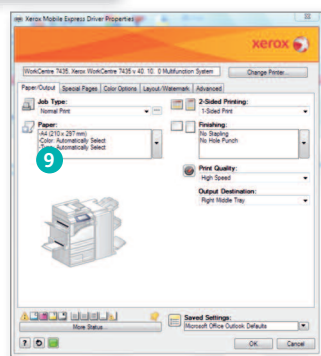 Xerox Mobile Express Driver Properties
xerox
WorkCentre 7435, Xerox WorkCentre 7435 v 40. 10. 0 Multifunction System
Change Printer...
Paper/Output Special Pages Color Options Layout/Watermark Advanced
Job Type:
Normal Print
2-Sided Printing:
1-Sided Print
Paper:
-A4 (210 x 297 mm)
-Color: Automatically Select
Automatically Select
9
Finishing:
No Stapling
No Hole Punch
Print Quality:
High Speed
Output Destination:
Right Middle Tray
More Status...
Saved Settings:
Microsoft Office Outlook Defaults
?
OK Cancel